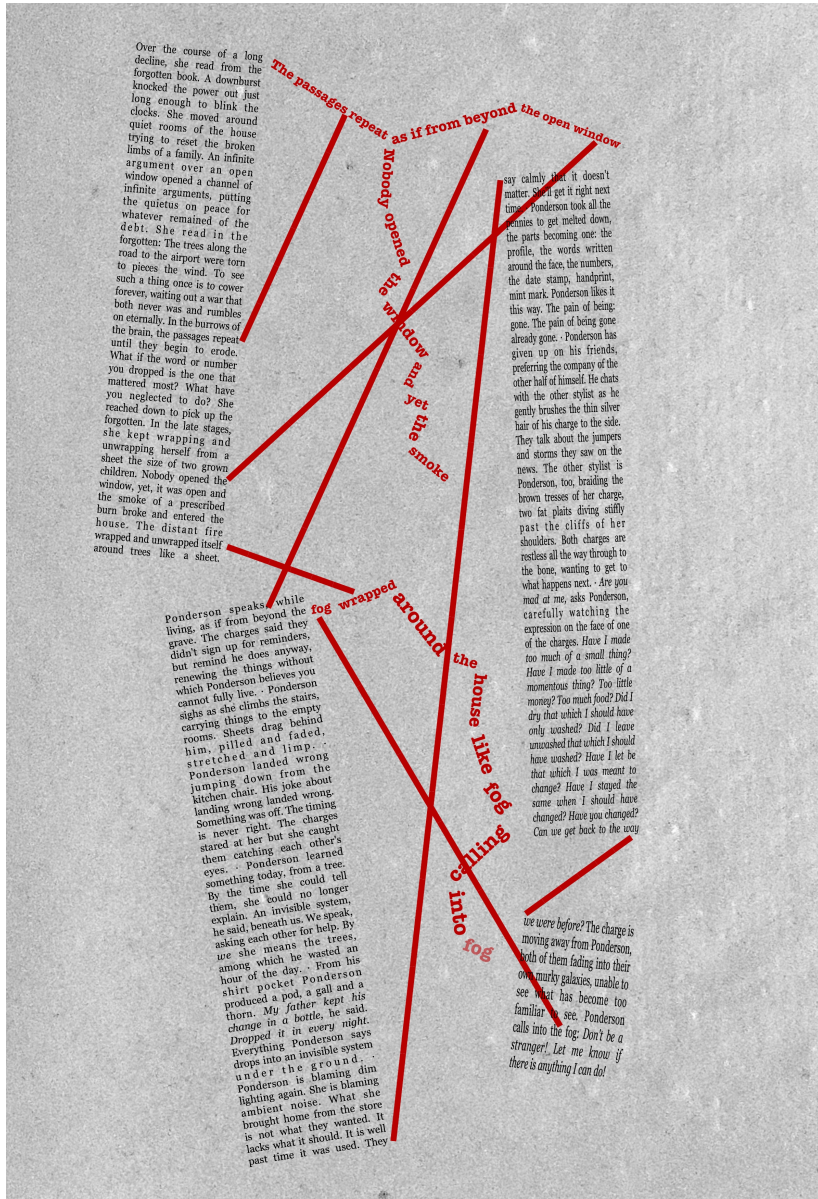 Over the course of a long
decline, she read from the
forgotten book. A downburst
knocked the power out just
long enough to blink the
clocks. She moved around
quiet rooms of the house
trying to reset the broken
limbs of a family. An infinite
argument over an open
window opened a channel of
infinite arguments, putting
the quietus on peace for
whatever remained of the
debt. She read in the
forgotten: The trees along the
road to the airport were torn
to pieces the wind. To see
such a thing once is to cower
forever, waiting out a war that
both never was and rumbles
on eternally. In the burrows of
the brain, the passages repeat
until they begin to erode.
What if the word or number
you dropped is the one that
mattered most? What have
you neglected to do? She
reached down to pick up the
forgotten. In the late stages,
she kept wrapping and
unwrapping herself from a
sheet the size of two grown
children. Nobody opened the
window, yet, it was open and
the smoke of a prescribed
burn broke and entered the
house. The distant fire
wrapped and unwrapped itself
around trees like a sheet.
The passages repeat as if from beyond the open window
Nobody opened
the
window
and
yet
the
smoke
fog wrapped
around
the
house like fog
calling
into
fog
Ponderson speaks, while
living, as if from beyond the
grave. The charges said they
didn't sign up for reminders,
but remind he does anyway,
renewing the things without
which Ponderson believes you
cannot fully live. · Ponderson
sighs as she climbs the stairs,
carrying things to the empty
rooms. Sheets drag behind
him, pilled and faded,
stretched and limp. ·
Ponderson landed wrong
jumping down from the
kitchen chair. His joke about
landing wrong landed wrong.
Something was off. The timing
is never right. The charges
stared at her but she caught
them catching each other's
eyes. · Ponderson learned
something today, from a tree.
By the time she could tell
them, she could no longer
explain. An invisible system,
he said, beneath us. We speak,
asking each other for help. By
we she means the trees,
among which he wasted an
hour of the day. · From his
shirt pocket Ponderson
produced a pod, a gall and a
thorn. My father kept his
change in a bottle, he said.
Dropped it in every night.
Everything Ponderson says
drops into an invisible system
under the ground. ·
Ponderson is blaming dim
lighting again. She is blaming
ambient noise. What she
brought home from the store
is not what they wanted. It
lacks what it should. It is well
past time it was used. They
say calmly that it doesn't
matter. She'll get it right next
time. · Ponderson took all the
pennies to get melted down,
the parts becoming one: the
profile, the words written
around the face, the numbers,
the date stamp, handprint,
mint mark. Ponderson likes it
this way. The pain of being:
gone. The pain of being gone
already gone. · Ponderson has
given up on his friends,
preferring the company of the
other half of himself. He chats
with the other stylist as he
gently brushes the thin silver
hair of his charge to the side.
They talk about the jumpers
and storms they saw on the
news. The other stylist is
Ponderson, too, braiding the
brown tresses of her charge,
two fat plaits diving stiffly
past the cliffs of her
shoulders. Both charges are
restless all the way through to
the bone, wanting to get to
what happens next. · Are you
mad at me, asks Ponderson,
carefully watching the
expression on the face of one
of the charges. Have I made
too much of a small thing?
Have I made too little of a
momentous thing? Too little
money? Too much food? Did I
dry that which I should have
only washed? Did I leave
unwashed that which I should
have washed? Have I let be
that which I was meant to
change? Have I stayed the
same when I should have
changed? Have you changed?
Can we get back to the way
we were before? The charge is
moving away from Ponderson,
both of them fading into their
own murky galaxies, unable to
see what has become too
familiar to see. Ponderson
calls into the fog: Don't be a
stranger! Let me know if
there is anything I can do!